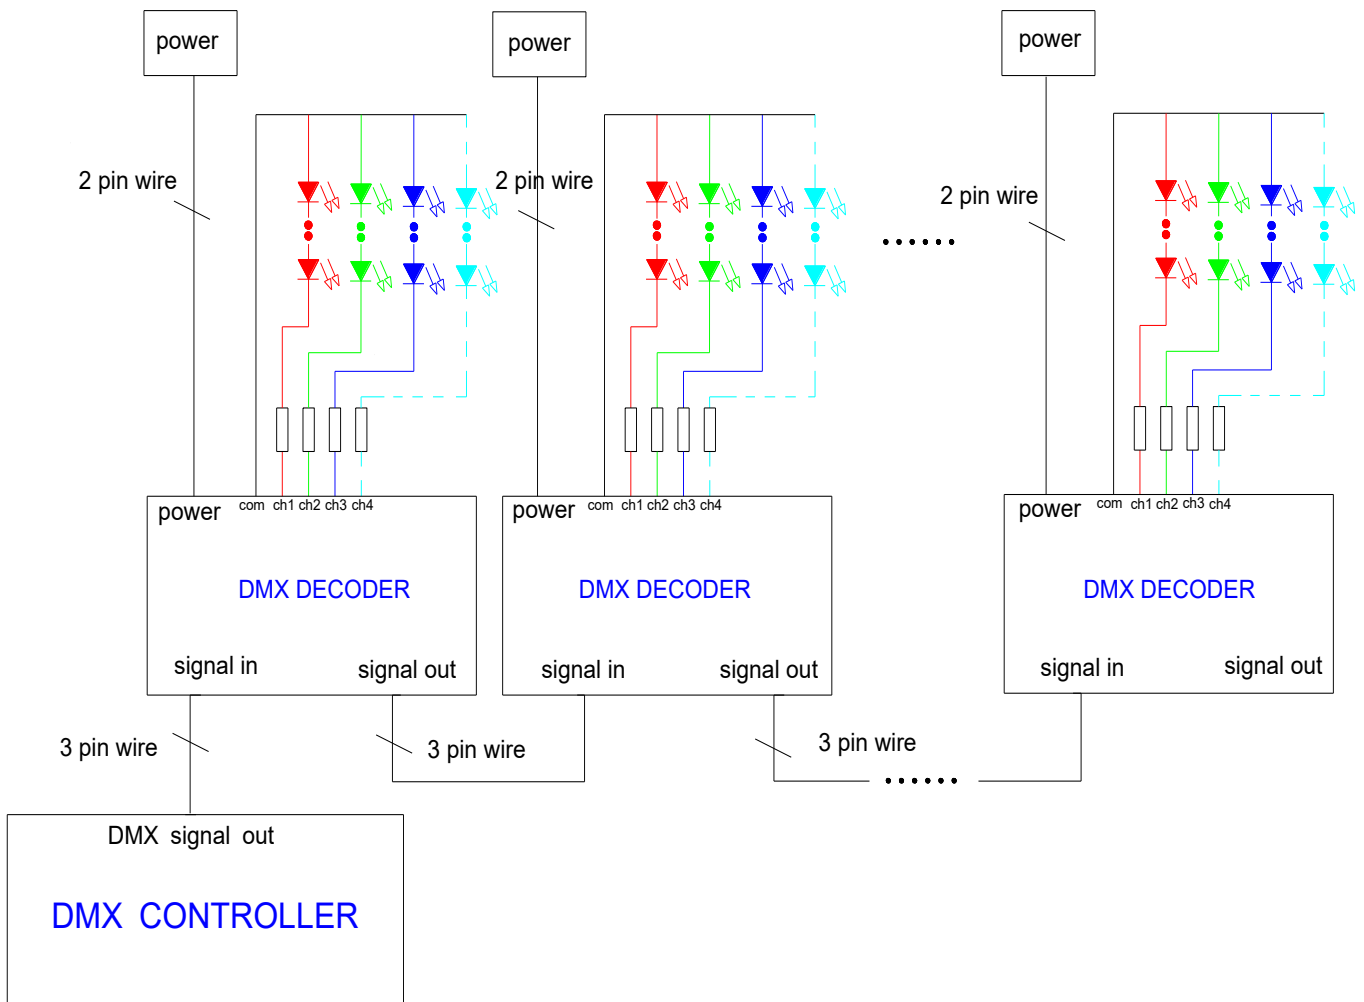 power
power
power
2 pin wire
2 pin wire
2 pin wire
power
com ch1 ch2 ch3 ch4
DMX DECODER
signal in
signal out
power
com ch1 ch2 ch3 ch4
DMX DECODER
signal in
signal out
power
com ch1 ch2 ch3 ch4
DMX DECODER
signal in
signal out
3 pin wire
3 pin wire
3 pin wire
DMX signal out
DMX CONTROLLER